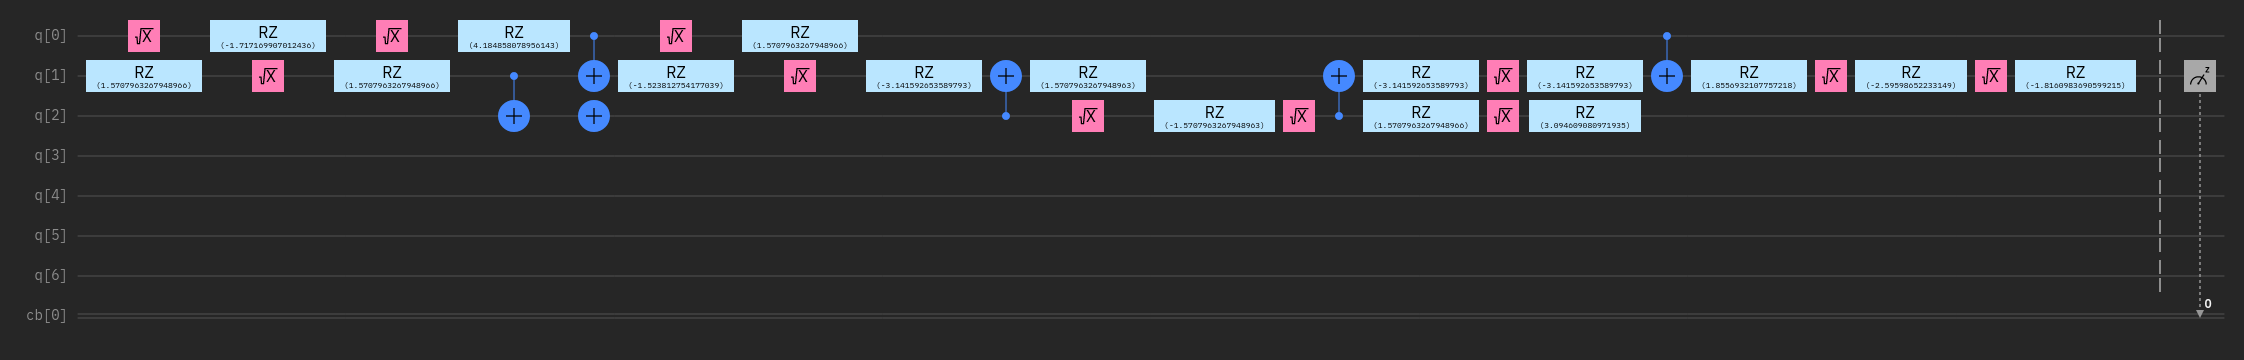 q[0] √X RZ (-1.717169907012436) √X RZ (4.184858078956143) √X RZ (1.5707963267948966)
q[1] RZ (1.5707963267948966) √X RZ (1.5707963267948966) + RZ (-1.523812754177039) √X RZ (-3.141592653589793) + RZ (1.5707963267948963) + RZ (-3.141592653589793) √X RZ (-3.141592653589793) + RZ (1.8556932107757218) √X RZ (-2.59598652233149) √X RZ (-1.8160983690599215) z
q[2] + + √X RZ (-1.5707963267948963) √X RZ (1.5707963267948966) √X RZ (3.094609080971935)
q[3]
q[4]
q[5]
q[6]
cb[0] 0